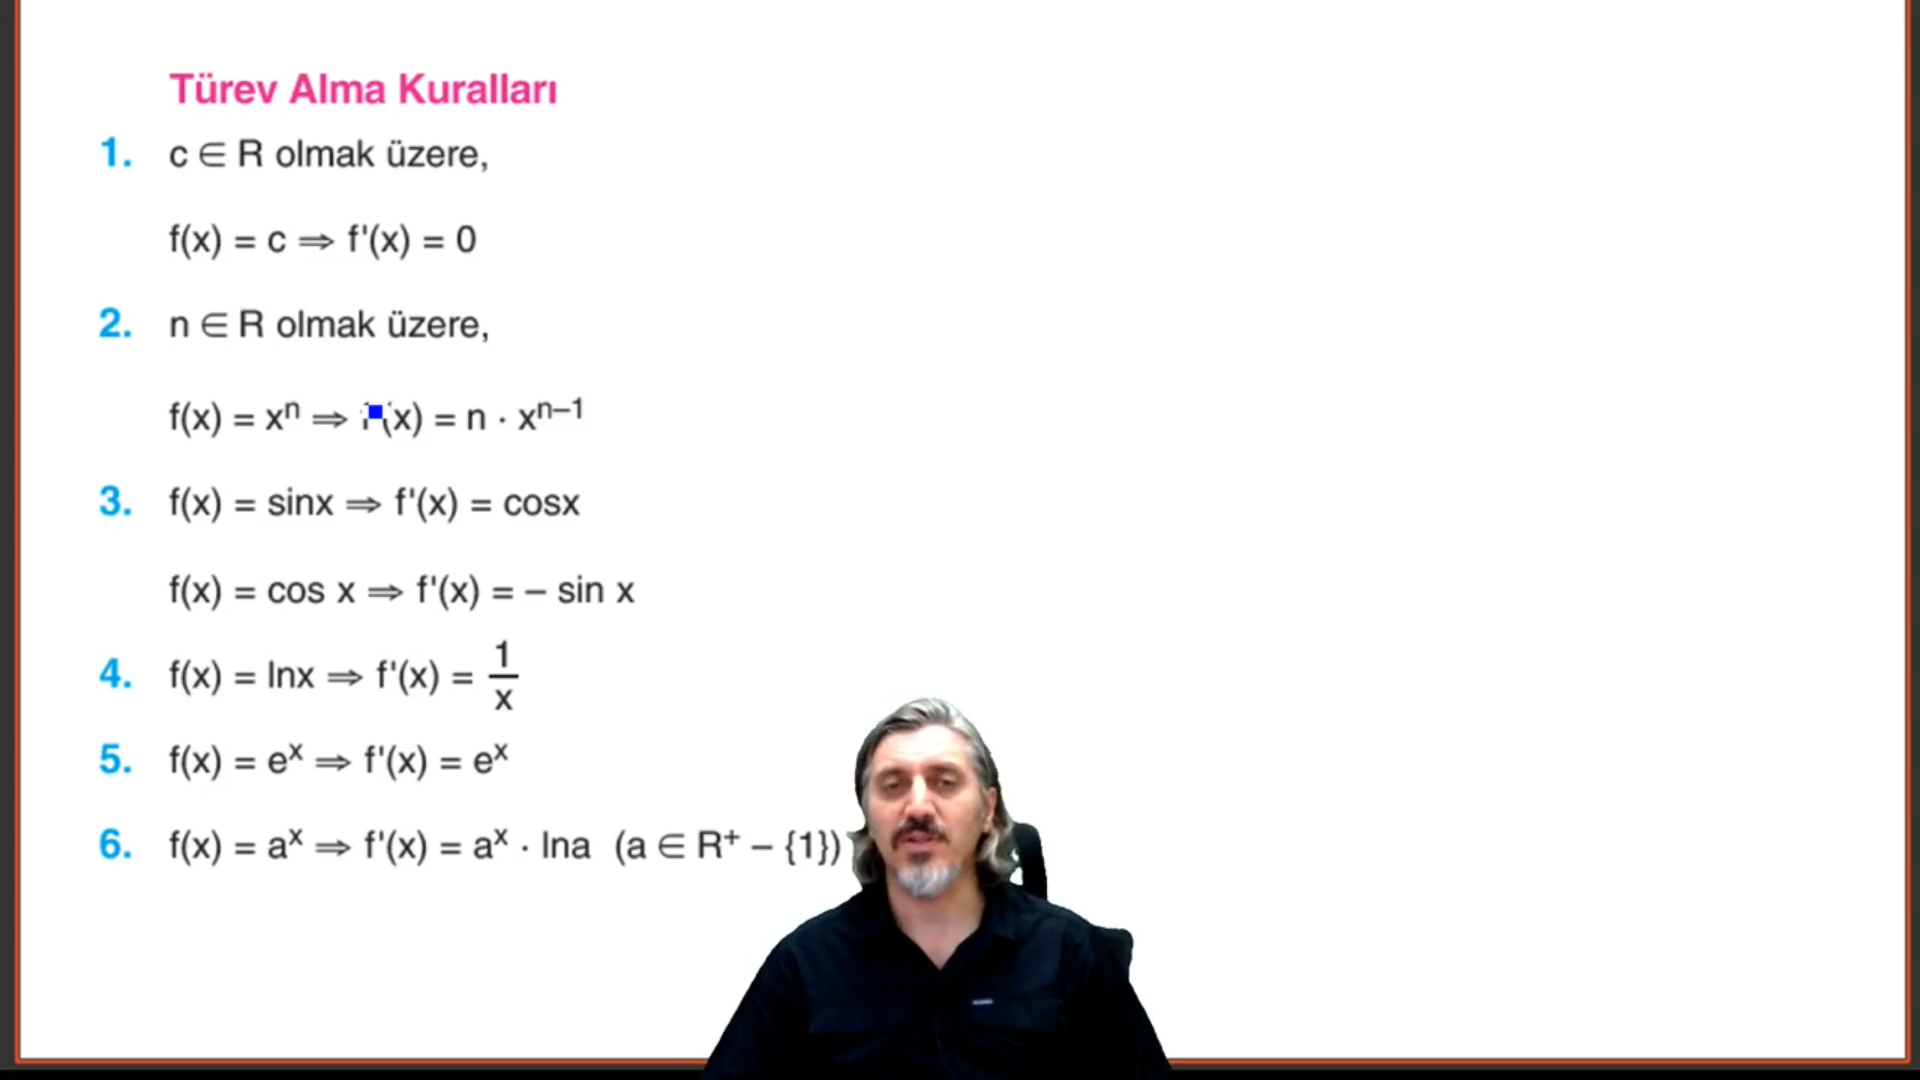 Türev Alma Kuralları
1. c ∈ R olmak üzere,
f(x) = c ⇒ f'(x) = 0
2. n ∈ R olmak üzere,
f(x) = xⁿ ⇒ (x) = n · xⁿ⁻¹
3. f(x) = sinx ⇒ f'(x) = cosx
f(x) = cos x ⇒ f'(x) = – sin x
4. f(x) = lnx ⇒ f'(x) = 1/x
5. f(x) = eˣ ⇒ f'(x) = eˣ
6. f(x) = aˣ ⇒ f'(x) = aˣ · lna (a ∈ R⁺ – {1})